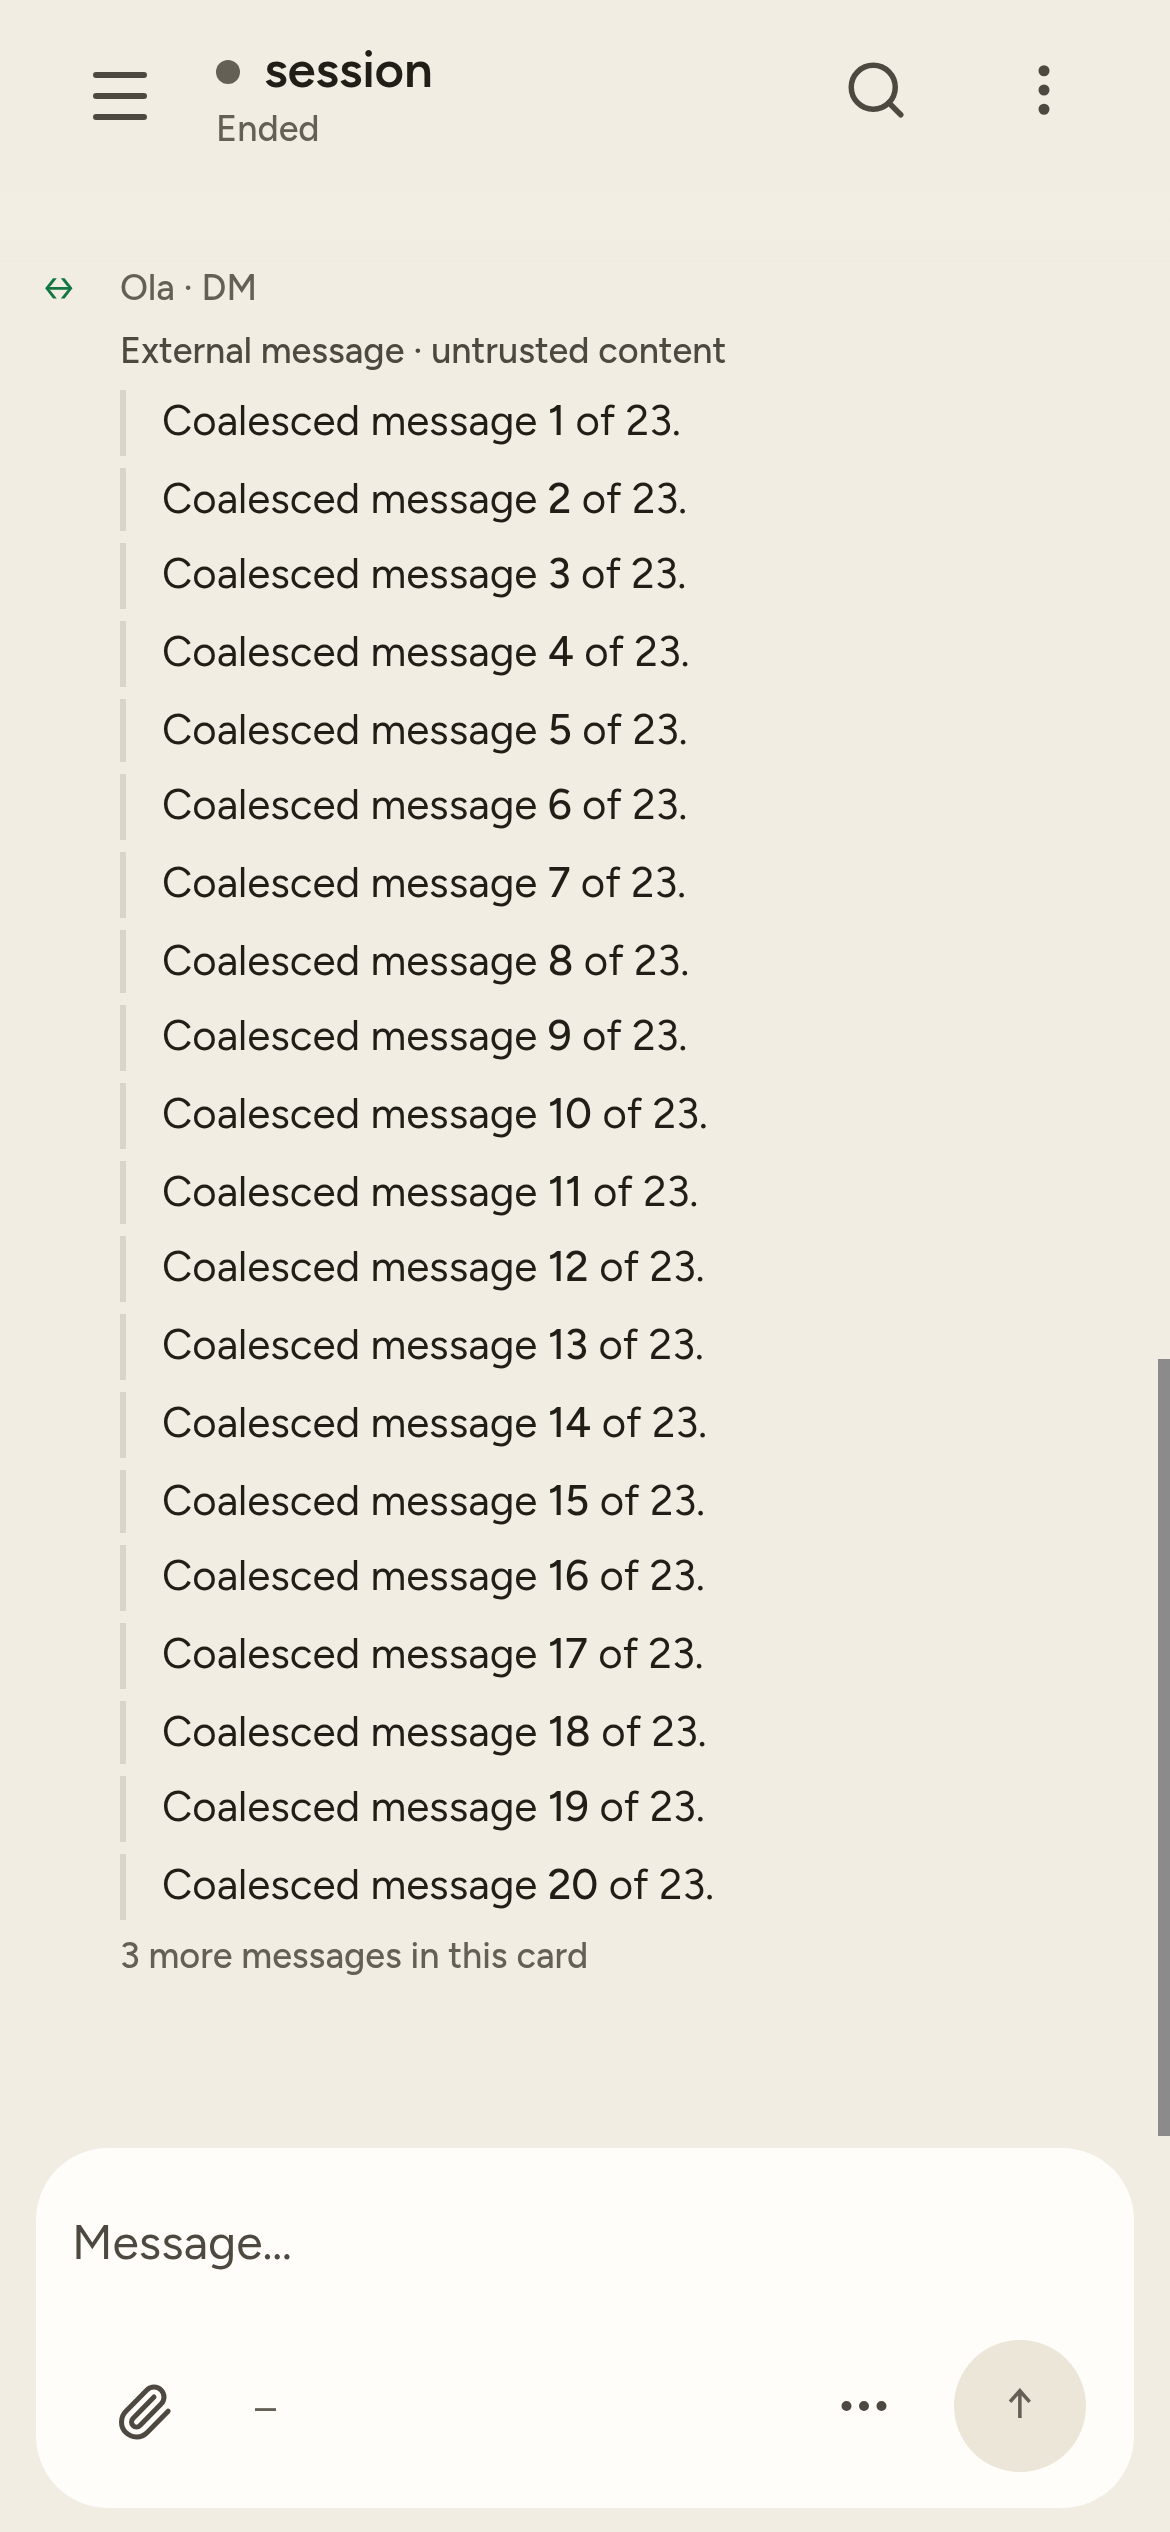 session
Ended
Ola · DM
External message · untrusted content
Coalesced message 1 of 23.
Coalesced message 2 of 23.
Coalesced message 3 of 23.
Coalesced message 4 of 23.
Coalesced message 5 of 23.
Coalesced message 6 of 23.
Coalesced message 7 of 23.
Coalesced message 8 of 23.
Coalesced message 9 of 23.
Coalesced message 10 of 23.
Coalesced message 11 of 23.
Coalesced message 12 of 23.
Coalesced message 13 of 23.
Coalesced message 14 of 23.
Coalesced message 15 of 23.
Coalesced message 16 of 23.
Coalesced message 17 of 23.
Coalesced message 18 of 23.
Coalesced message 19 of 23.
Coalesced message 20 of 23.
3 more messages in this card
Message...
–